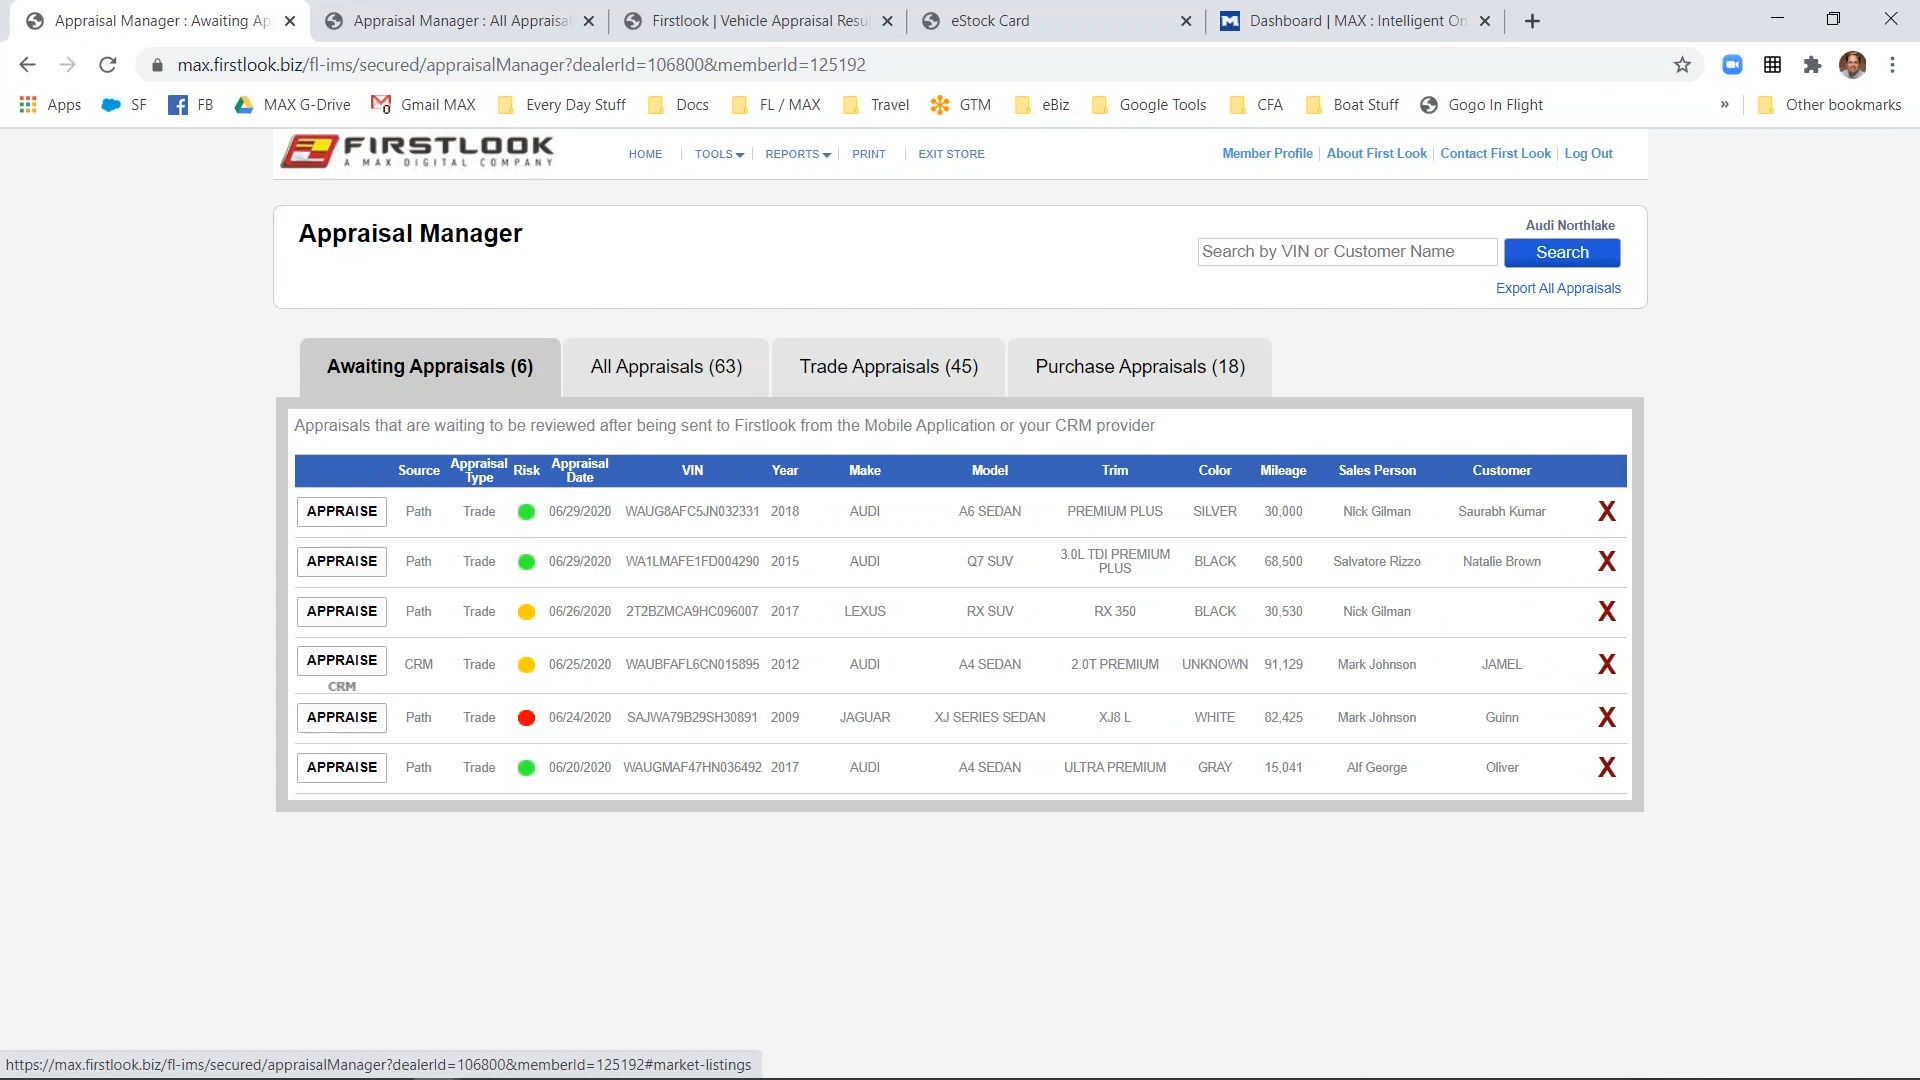 Appraisal Manager : Awaiting Ap
Appraisal Manager : All Appraisal
Firstlook | Vehicle Appraisal Resu
eStock Card
Dashboard | MAX : Intelligent On
max.firstlook.biz/fl-ims/secured/appraisalManager?dealerId=106800&memberId=125192
Apps SF FB MAX G-Drive Gmail MAX Every Day Stuff Docs FL / MAX Travel GTM eBiz Google Tools CFA Boat Stuff Gogo In Flight » Other bookmarks
FIRSTLOOK
A MAX DIGITAL COMPANY
HOME TOOLS REPORTS PRINT EXIT STORE
Member Profile About First Look Contact First Look Log Out
Appraisal Manager
Audi Northlake
Search by VIN or Customer Name Search
Export All Appraisals
Awaiting Appraisals (6) All Appraisals (63) Trade Appraisals (45) Purchase Appraisals (18)
Appraisals that are waiting to be reviewed after being sent to Firstlook from the Mobile Application or your CRM provider
Source Appraisal Type Risk Appraisal Date VIN Year Make Model Trim Color Mileage Sales Person Customer
APPRAISE Path Trade 06/29/2020 WAUG8AFC5JN032331 2018 AUDI A6 SEDAN PREMIUM PLUS SILVER 30,000 Nick Gilman Saurabh Kumar X
APPRAISE Path Trade 06/29/2020 WA1LMAFE1FD004290 2015 AUDI Q7 SUV 3.0L TDI PREMIUM PLUS BLACK 68,500 Salvatore Rizzo Natalie Brown X
APPRAISE Path Trade 06/26/2020 2T2BZMCA9HC096007 2017 LEXUS RX SUV RX 350 BLACK 30,530 Nick Gilman X
APPRAISE CRM Trade 06/25/2020 WAUBFAFL6CN015895 2012 AUDI A4 SEDAN 2.0T PREMIUM UNKNOWN 91,129 Mark Johnson JAMEL X
CRM
APPRAISE Path Trade 06/24/2020 SAJWA79B29SH30891 2009 JAGUAR XJ SERIES SEDAN XJ8 L WHITE 82,425 Mark Johnson Guinn X
APPRAISE Path Trade 06/20/2020 WAUGMAF47HN036492 2017 AUDI A4 SEDAN ULTRA PREMIUM GRAY 15,041 Alf George Oliver X
https://max.firstlook.biz/fl-ims/secured/appraisalManager?dealerId=106800&memberId=125192#market-listings